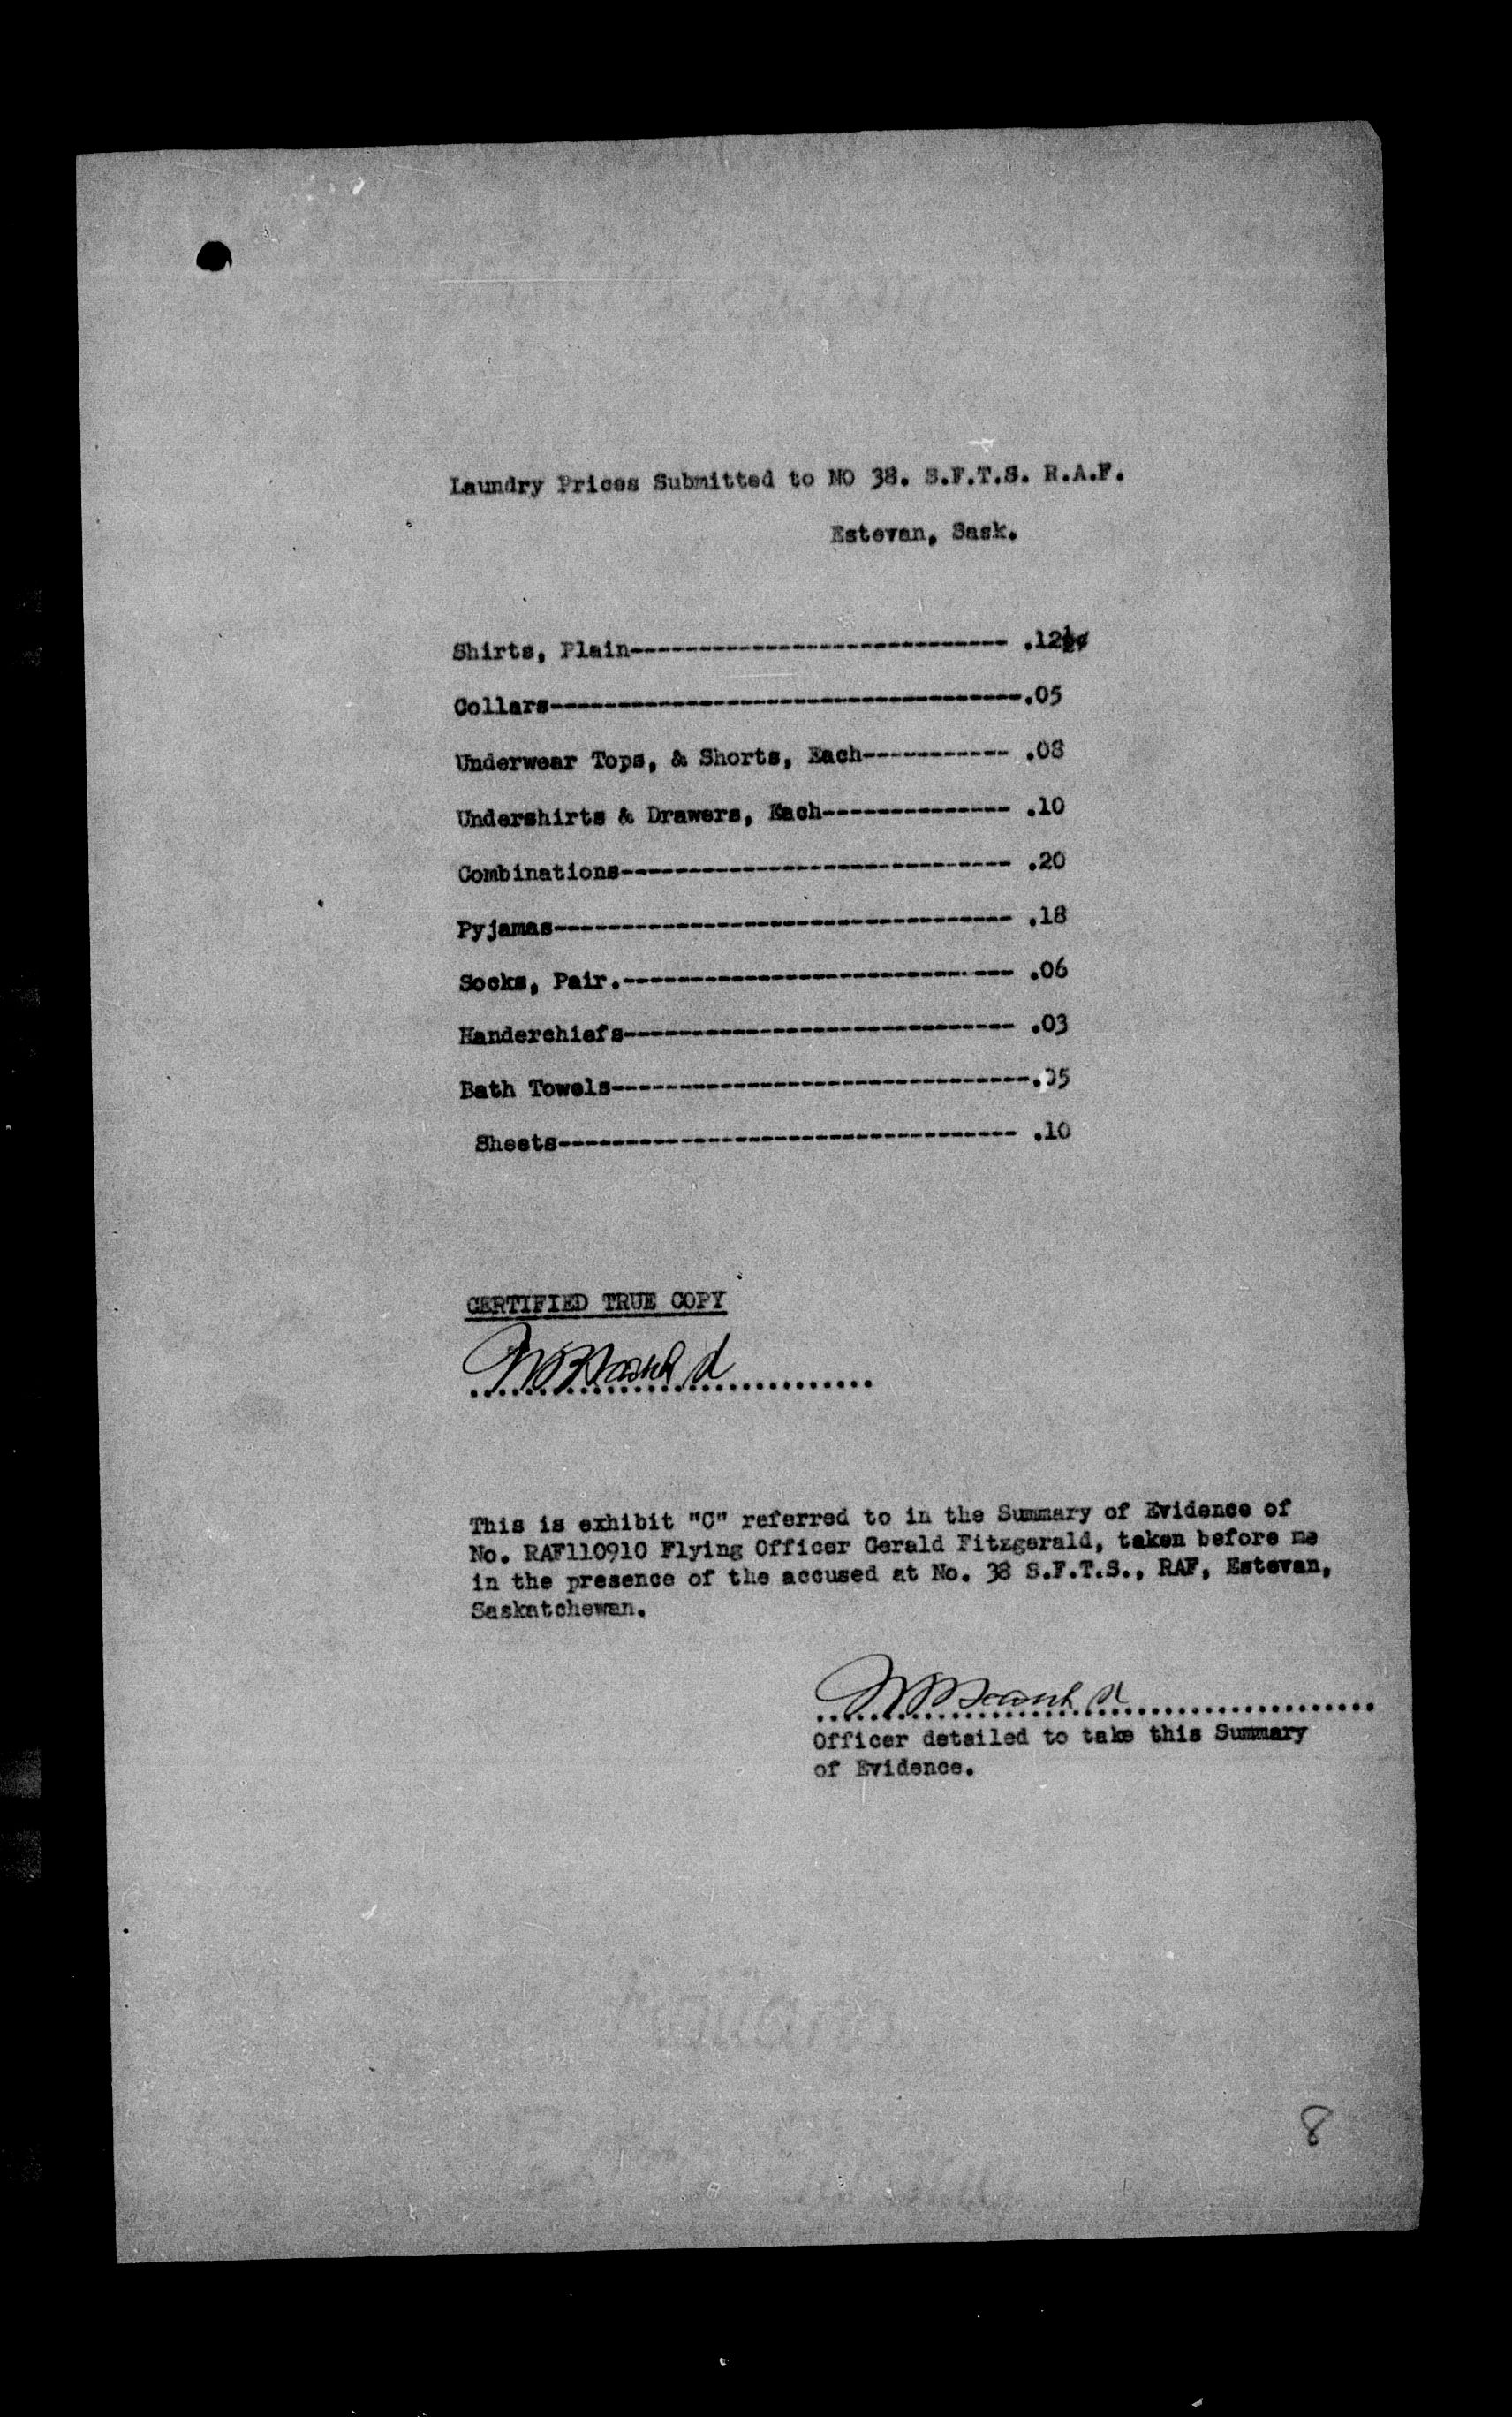 Laundry Prices Submitted to NO 38. S.F.T.S. R.A.F.
Estevan, Sask.
Shirts, Plain---------------------------- .12½¢
Collars-----------------------------------.05
Underwear Tops, & Shorts, Each----------- .08
Undershirts & Drawers, Each-------------- .10
Combinations----------------------------- .20
Pyjamas---------------------------------- .18
Socks, Pair.----------------------------- .06
Handerchiefs----------------------------- .03
Bath Towels-------------------------------.05
Sheets---------------------------------- .10
CERTIFIED TRUE COPY
This is exhibit "C" referred to in the Summary of Evidence of
No. RAF110910 Flying Officer Gerald Fitzgerald, taken before me
in the presence of the accused at No. 38 S.F.T.S., RAF, Estevan,
Saskatchewan.
Officer detailed to take this Summary
of Evidence.
8